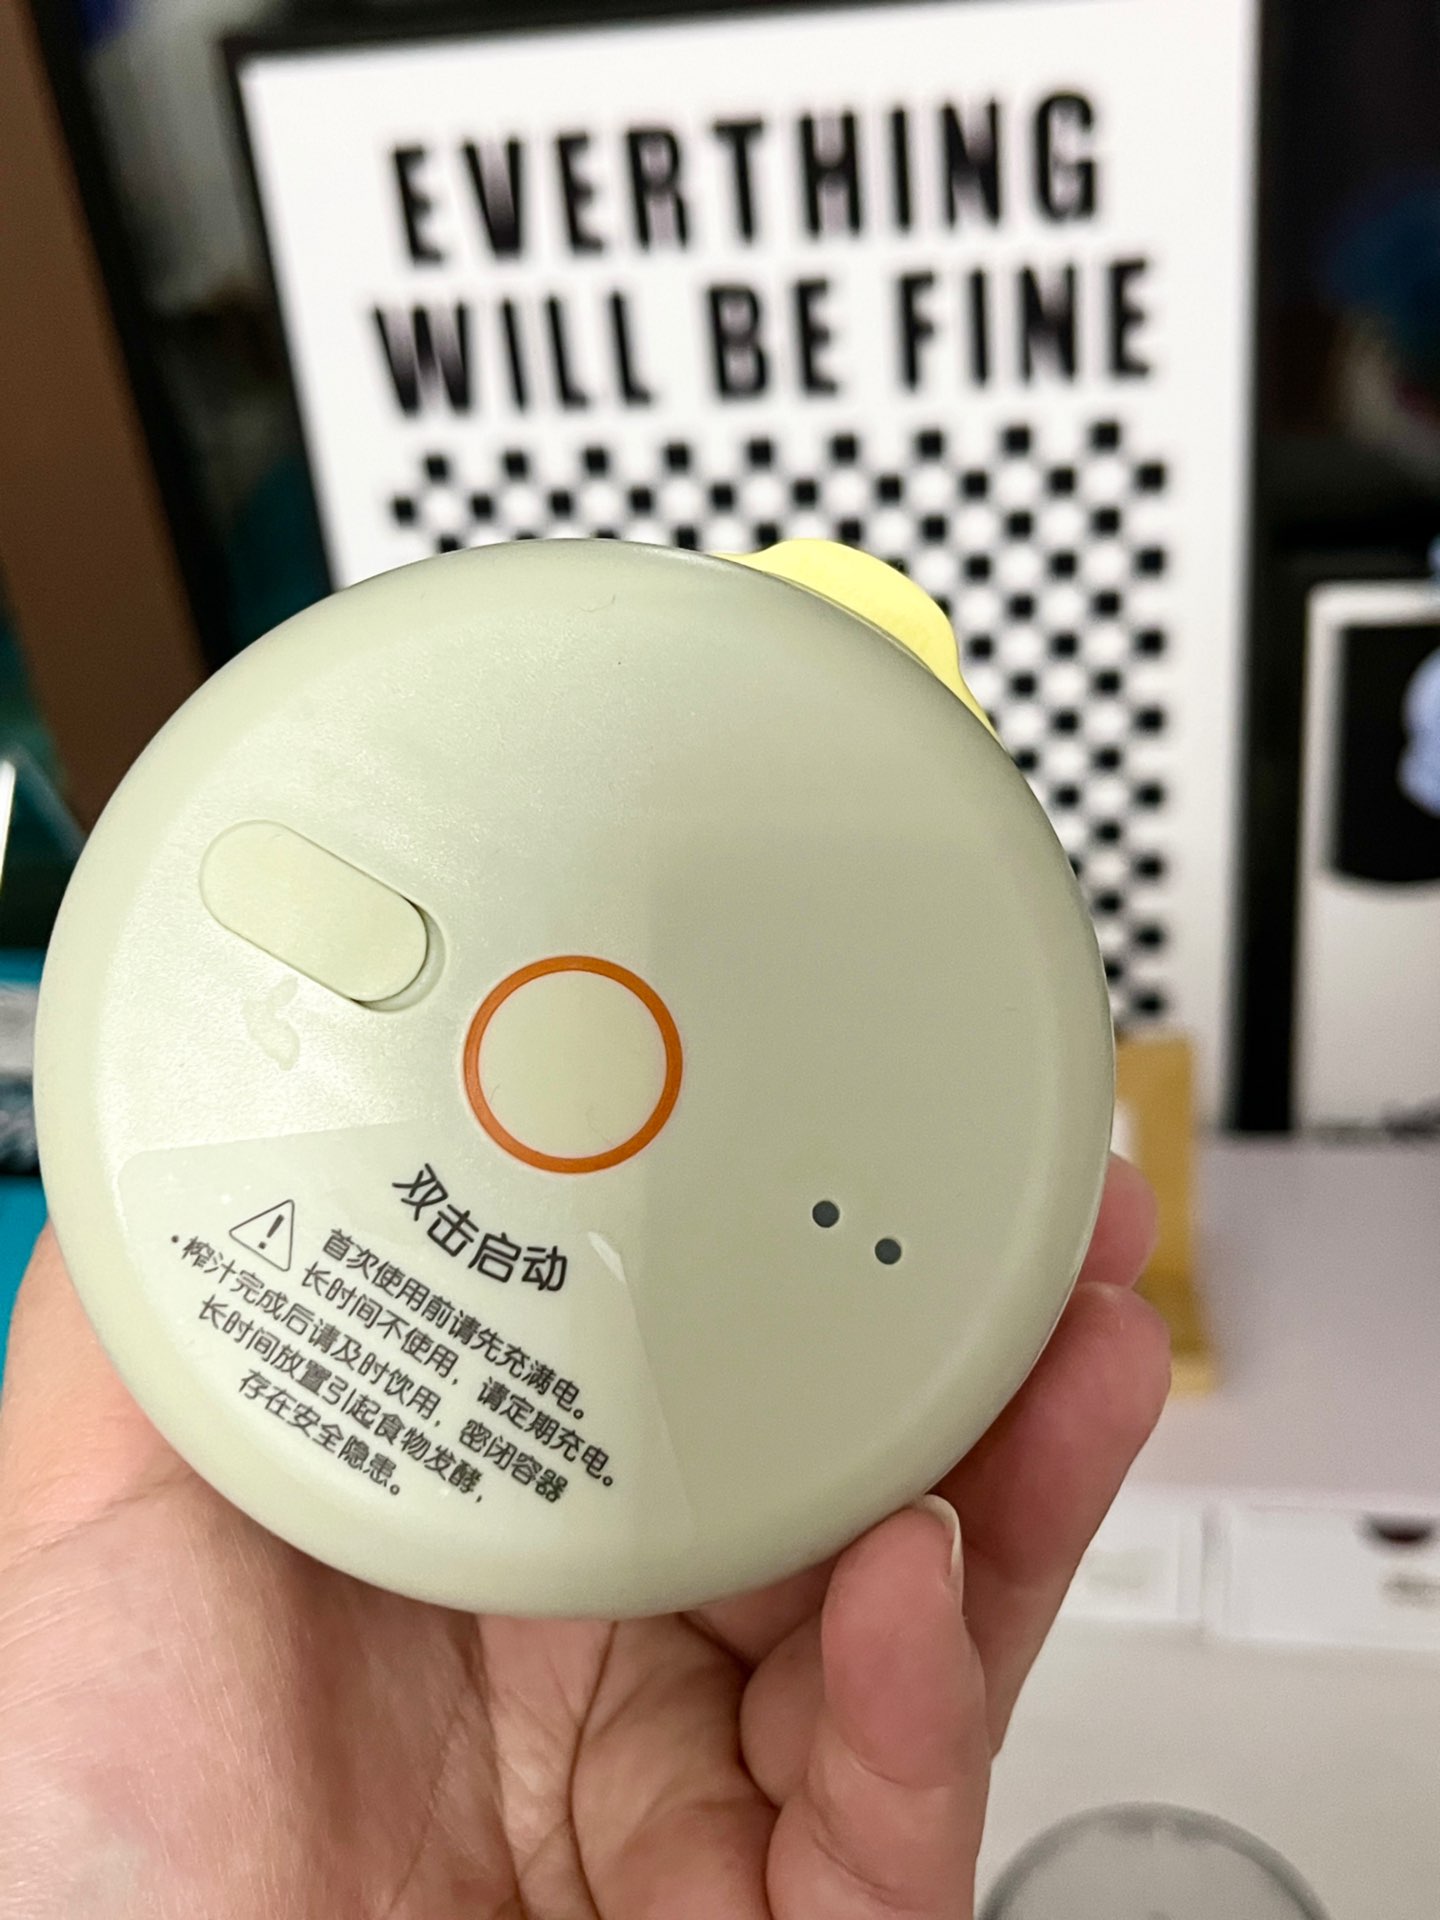 EVERTHING
WILL BE FINE
双击启动
首次使用前请先充满电。
长时间不使用，请定期充电。
·榨汁完成后请及时饮用，密闭容器
长时间放置引起食物发酵，
存在安全隐患。